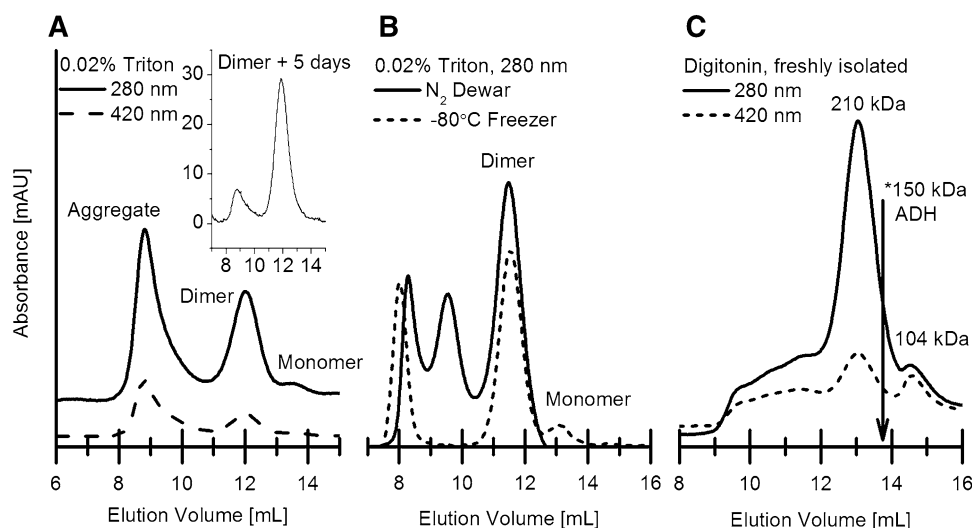 A
0.02% Triton
280 nm
420 nm
Dimer + 5 days
30
20
10
0
8 10 12 14
Aggregate
Dimer
Monomer
6 8 10 12 14
Elution Volume [mL]
Absorbance [mAU]
B
0.02% Triton, 280 nm
N2 Dewar
-80°C Freezer
Dimer
Monomer
8 10 12 14 16
Elution Volume [mL]
C
Digitonin, freshly isolated
280 nm
420 nm
210 kDa
*150 kDa
ADH
104 kDa
8 10 12 14 16
Elution Volume [mL]